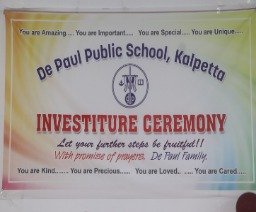 You are Amazing.... You are Important.... You are Special..... You are Unique....
De Paul Public School, Kalpetta
INVESTITURE CEREMONY
Let your further steps be fruitful!!
With promise of prayers, De Paul Family.
You are Kind...... You are Precious..... You are Loved.. ..... You are Cared....